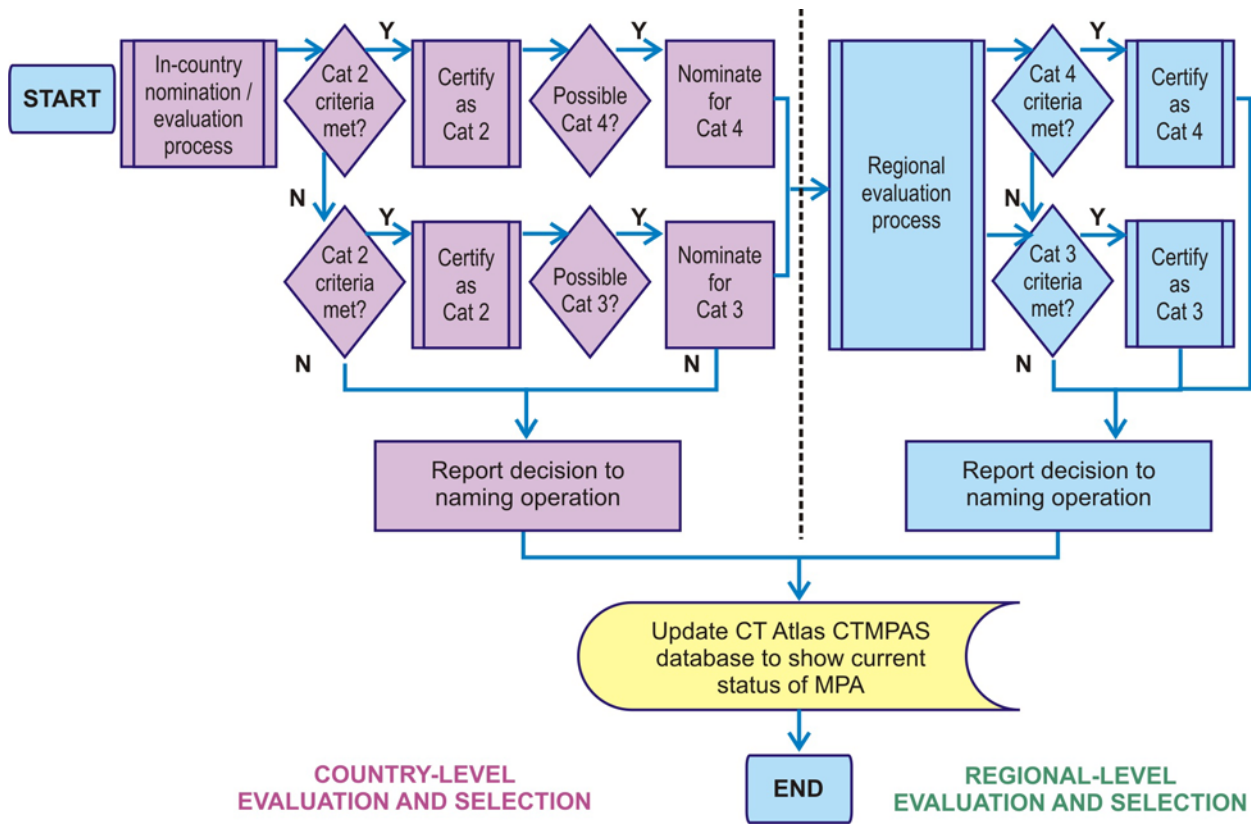 START
In-country
nomination /
evaluation
process
Cat 2
criteria
met?
Y
N
Certify
as
Cat 2
Possible
Cat 4?
Y
Nominate
for
Cat 4
Cat 2
criteria
met?
Y
N
Certify
as
Cat 2
Possible
Cat 3?
Y
Nominate
for
Cat 3
N
Report decision to
naming operation
Regional
evaluation
process
Cat 4
criteria
met?
Y
N
Certify
as
Cat 4
Cat 3
criteria
met?
Y
N
Certify
as
Cat 3
Report decision to
naming operation
Update CT Atlas CTMPAS
database to show current
status of MPA
END
COUNTRY-LEVEL
EVALUATION AND SELECTION
REGIONAL-LEVEL
EVALUATION AND SELECTION